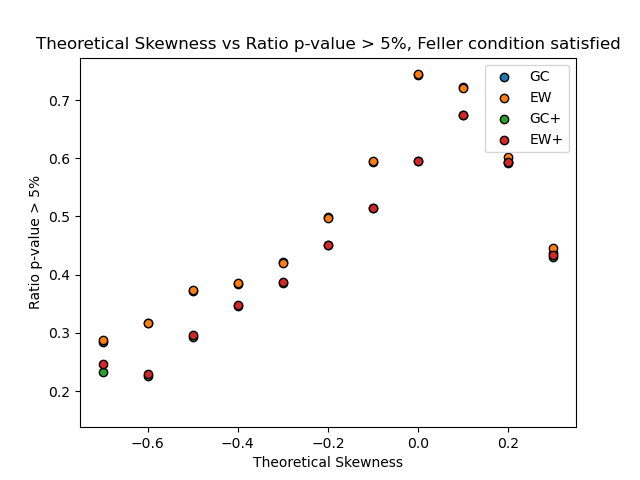 Theoretical Skewness vs Ratio p-value > 5%, Feller condition satisfied
GC
EW
GC+
EW+
Ratio p-value > 5%
0.7
0.6
0.5
0.4
0.3
0.2
−0.6
−0.4
−0.2
0.0
0.2
Theoretical Skewness